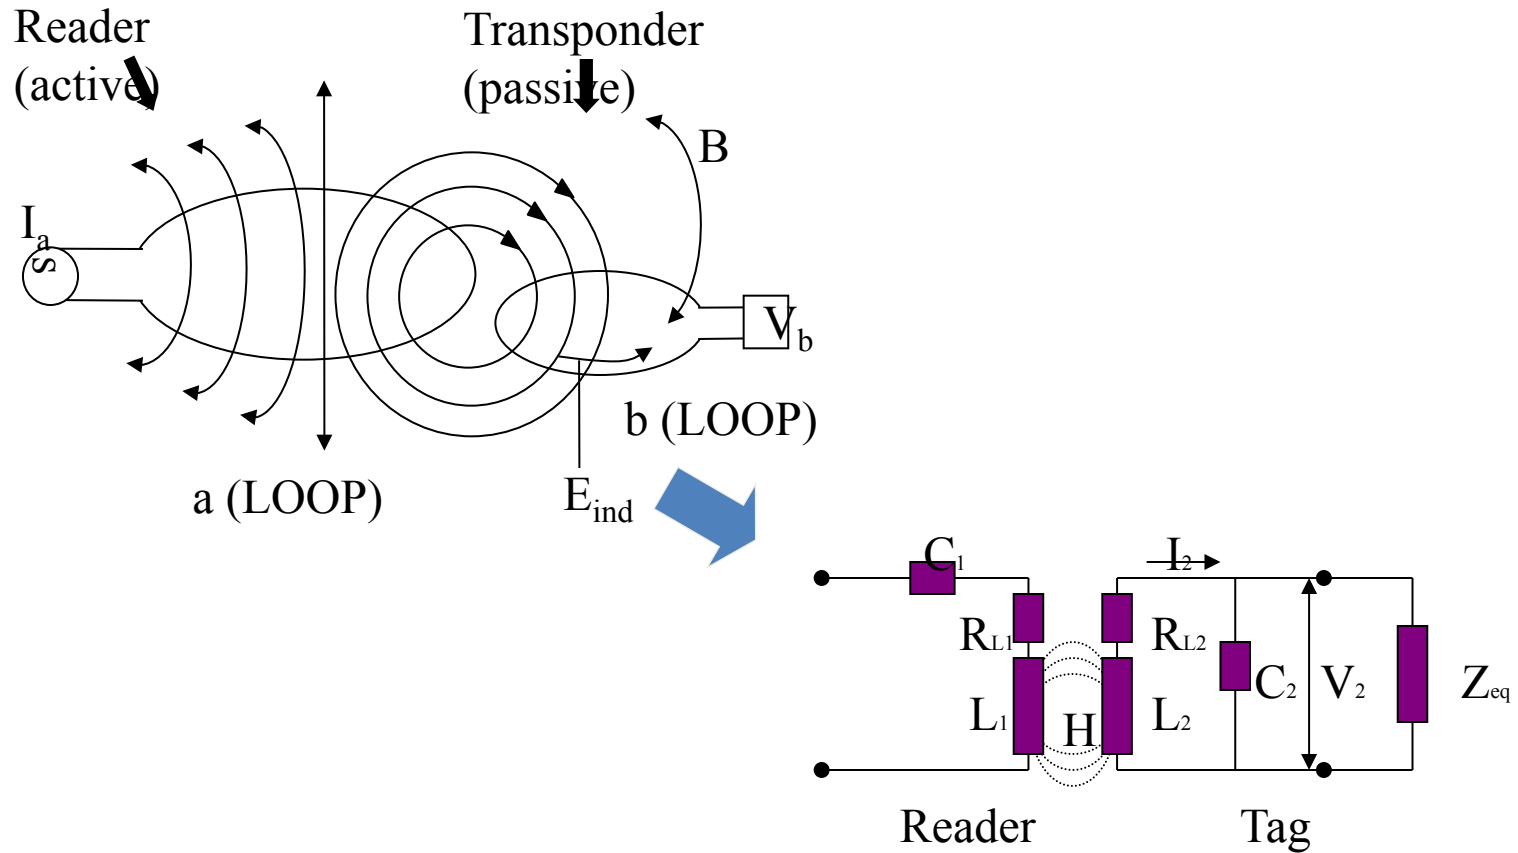 Reader
(active)
Transponder
(passive)
B
Ia
s
Vb
b (LOOP)
a (LOOP)
Eind
C1
I2
RL1
RL2
L1
H
L2
C2
V2
Zeq
Reader
Tag